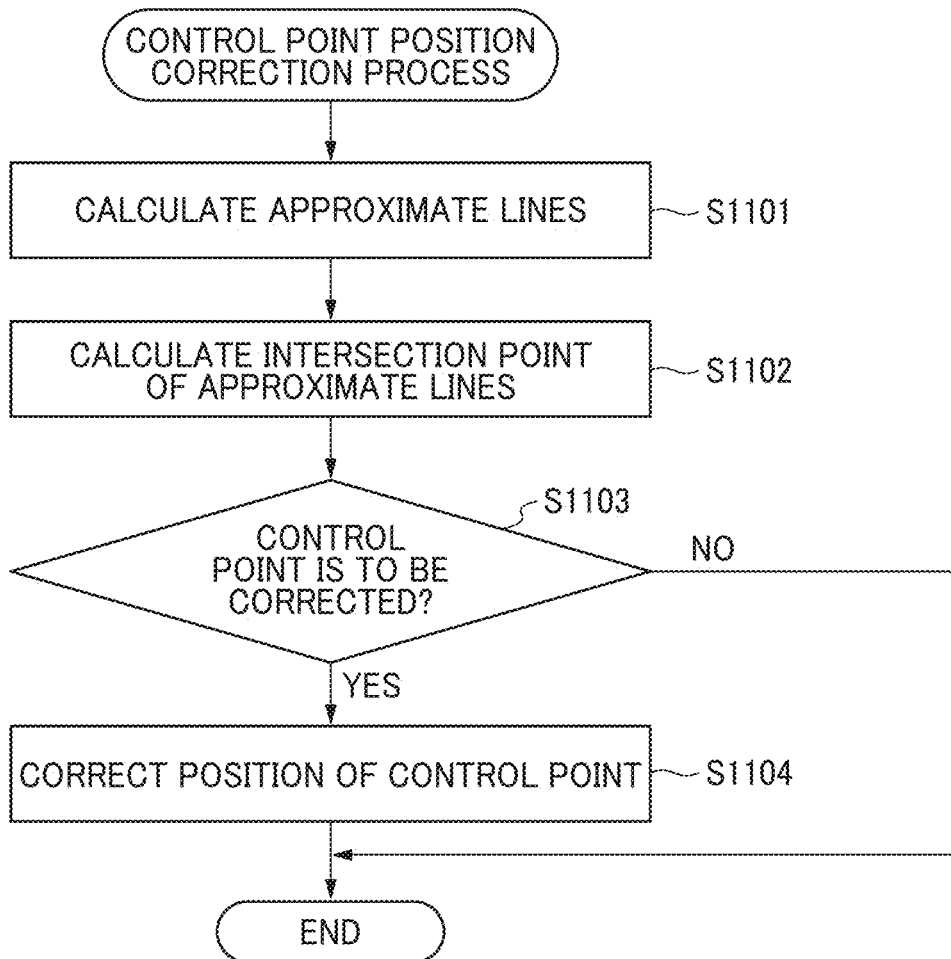 CONTROL POINT POSITION
CORRECTION PROCESS
CALCULATE APPROXIMATE LINES
S1101
CALCULATE INTERSECTION POINT
OF APPROXIMATE LINES
S1102
S1103
CONTROL
POINT IS TO BE
CORRECTED?
NO
YES
CORRECT POSITION OF CONTROL POINT
S1104
END